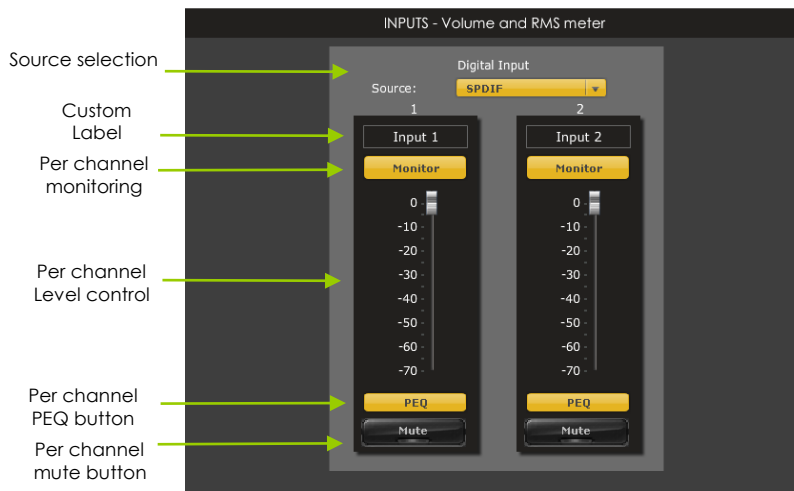 INPUTS - Volume and RMS meter
Source selection
Digital Input
Source:
SPDIF
1
2
Custom
Label
Input 1
Input 2
Per channel
monitoring
Monitor
Monitor
0
0
-10
-10
-20
-20
-30
-30
Per channel
Level control
-40
-40
-50
-50
-60
-60
-70
-70
Per channel
PEQ button
PEQ
PEQ
Per channel
mute button
Mute
Mute